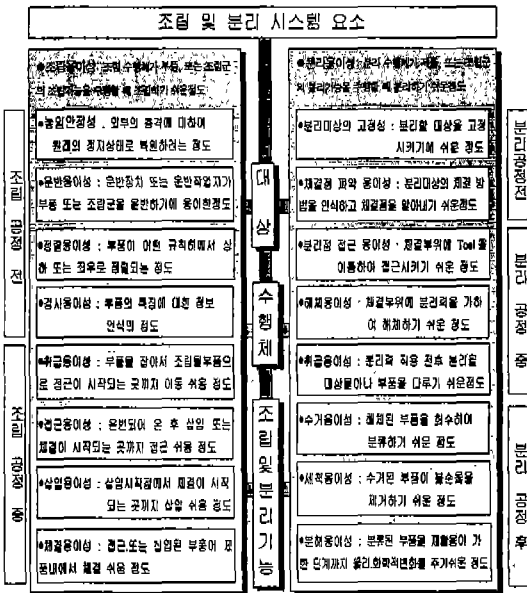 조립 및 분리 시스템 요소
조립 공정 전
조립 공정 중
●조립용이성: 조립 수행체가 부품, 또는 조립군
의 조립기능을 수행할 때 조립하기 쉬운정도
●놓임안정성 . 외부의 충격에 대하여
원래의 정지상태로 복원하려는 정도
●운반용이성 : 운반장치 또는 운반작업자가
부품 또는 조립군을 운반하기에 용이한정도
●정렬용이성 : 부품이 어떤 규칙하에서 상
하 또는 좌우로 정렬되는 정도
●검사용이성 : 부품의 특징에 대한 정보
인식의 정도
●취급용이성 : 부품을 잡아서 조립될부품으
로 접근이 시작되는 곳까지 이동 쉬움 정도
●접근용이성 : 운반되어 온 후 삽입 또는
체결이 시작되는 곳까지 접근 쉬움 정도
●삽입용이성 : 삽입시작점에서 체결이 시작
되는 곳까지 삽입 쉬움 정도
●체결용이성 : 접근,또는 삽입된 부품이 제
품내에서 체결 쉬움 정도
대상
수행체
조립 및 분리 기능
●분리용이성: 분리 수행체가 제품, 또는 조립군
의 분리기능을 수행할 때 분리하기 쉬운정도
●분리대상의 고정성 : 분리할 대상을 고정
시키기에 쉬운 정도
●체결점 파악 용이성 : 분리대상의 체결 방
법을 인식하고 체결점을 알아내기 쉬운정도
●분리점 접근 용이성 · 체결부위에 Tool 을
이용하여 접근시키기 쉬운 정도
●해체용이성 · 체결부위에 분리력을 가하
여 해체하기 쉬운 정도
●취급용이성 : 분리력 적용 전후 분리될
대상물이나 부품을 다루기 쉬운정도
●수거용이성 : 해체된 부품을 회수하여
분류하기 쉬운 정도
●세척용이성 : 수거된 부품이 불순물을
제거하기 쉬운 정도
●분해용이성 : 분류된 부품을 재활용이 가
한 단계까지 물리,화학적변화를 주기쉬운 정도
분리공정전
분리 공정 중
분리 공정 후